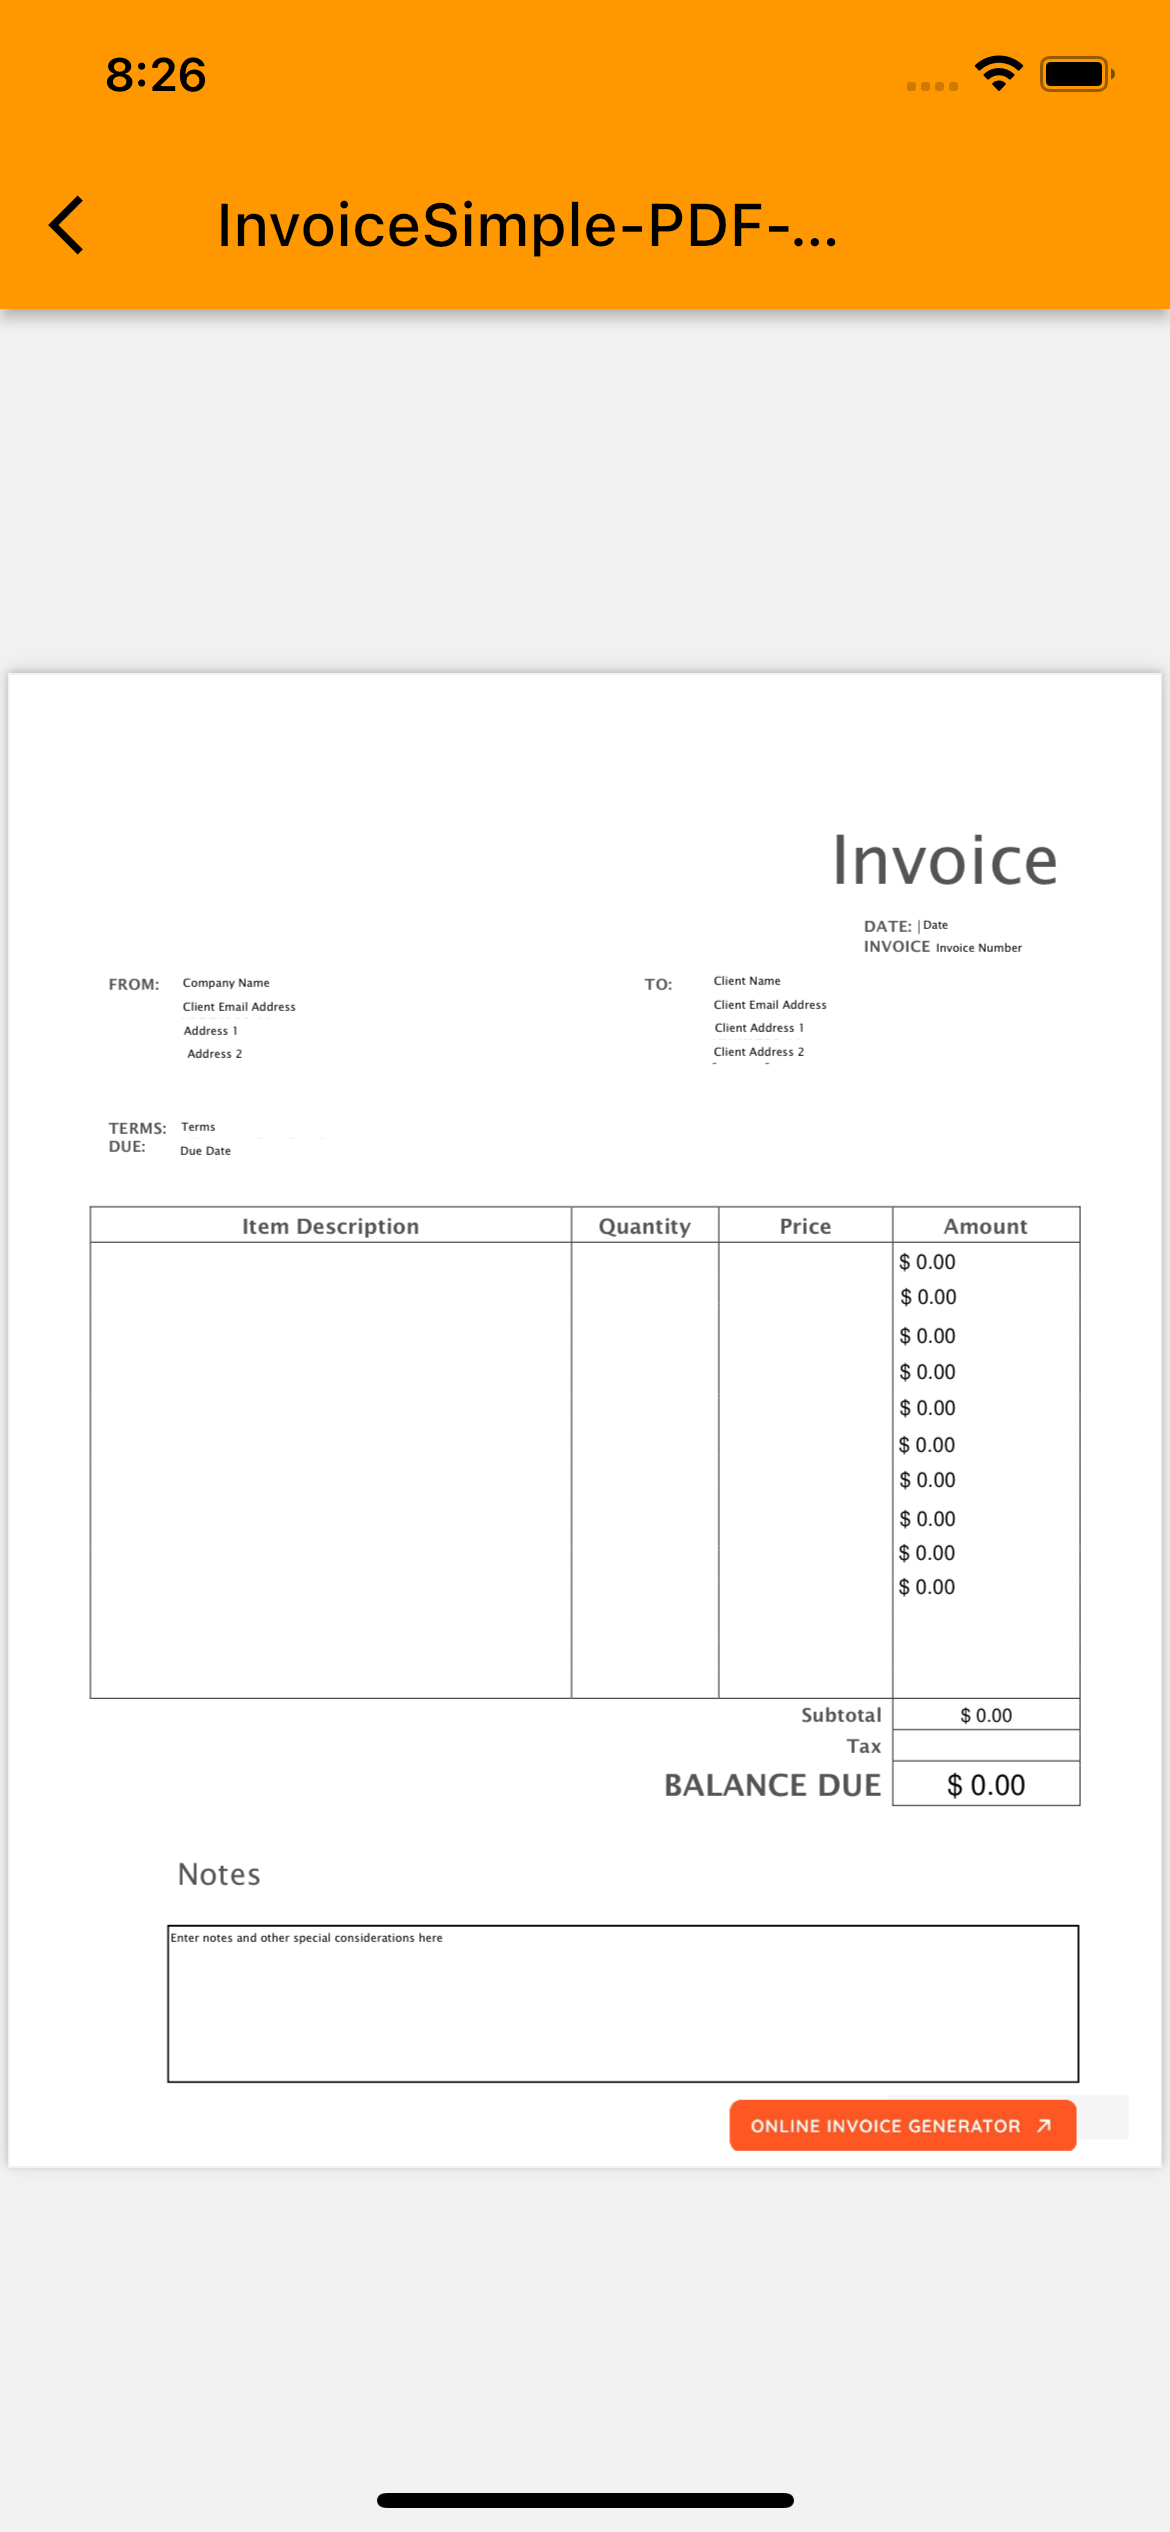 8:26
InvoiceSimple-PDF-...
Invoice
DATE: Date
INVOICE Invoice Number
FROM: Company Name
Client Email Address
Address 1
Address 2
TO: Client Name
Client Email Address
Client Address 1
Client Address 2
TERMS: Terms
DUE: Due Date
Item Description Quantity Price Amount
$ 0.00
$ 0.00
$ 0.00
$ 0.00
$ 0.00
$ 0.00
$ 0.00
$ 0.00
$ 0.00
$ 0.00
Subtotal $ 0.00
Tax
BALANCE DUE $ 0.00
Notes
Enter notes and other special considerations here
ONLINE INVOICE GENERATOR